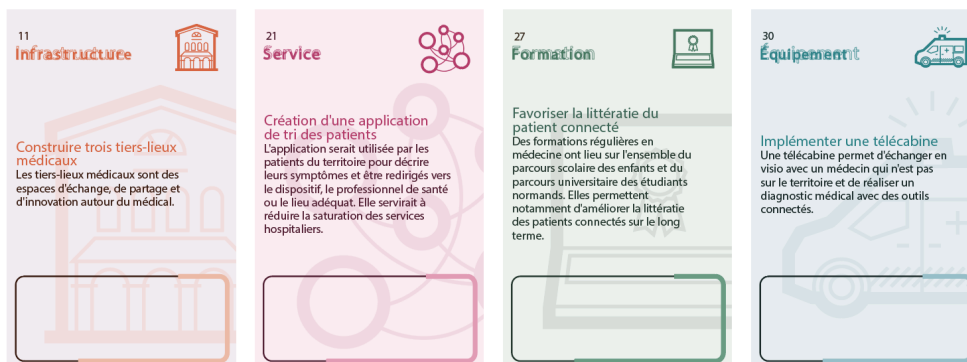 11
Infrastructure
Construire trois tiers-lieux
médicaux
Les tiers-lieux médicaux sont des
espaces d'échange, de partage et
d'innovation autour du médical.
21
Service
Création d'une application
de tri des patients
L'application serait utilisée par les
patients du territoire pour décrire
leurs symptômes et être redirigés vers
le dispositif, le professionnel de santé
ou le lieu adéquat. Elle servirait à
réduire la saturation des services
hospitaliers.
27
Formation
Favoriser la littératie du
patient connecté
Des formations régulières en
médecine ont lieu sur l'ensemble du
parcours scolaire des enfants et du
parcours universitaire des étudiants
normands. Elles permettent
notamment d'améliorer la littératie
des patients connectés sur le long
terme.
30
Équipement
Implémenter une télécabine
Une télécabine permet d'échanger en
visio avec un médecin qui n'est pas
sur le territoire et de réaliser un
diagnostic médical avec des outils
connectés.